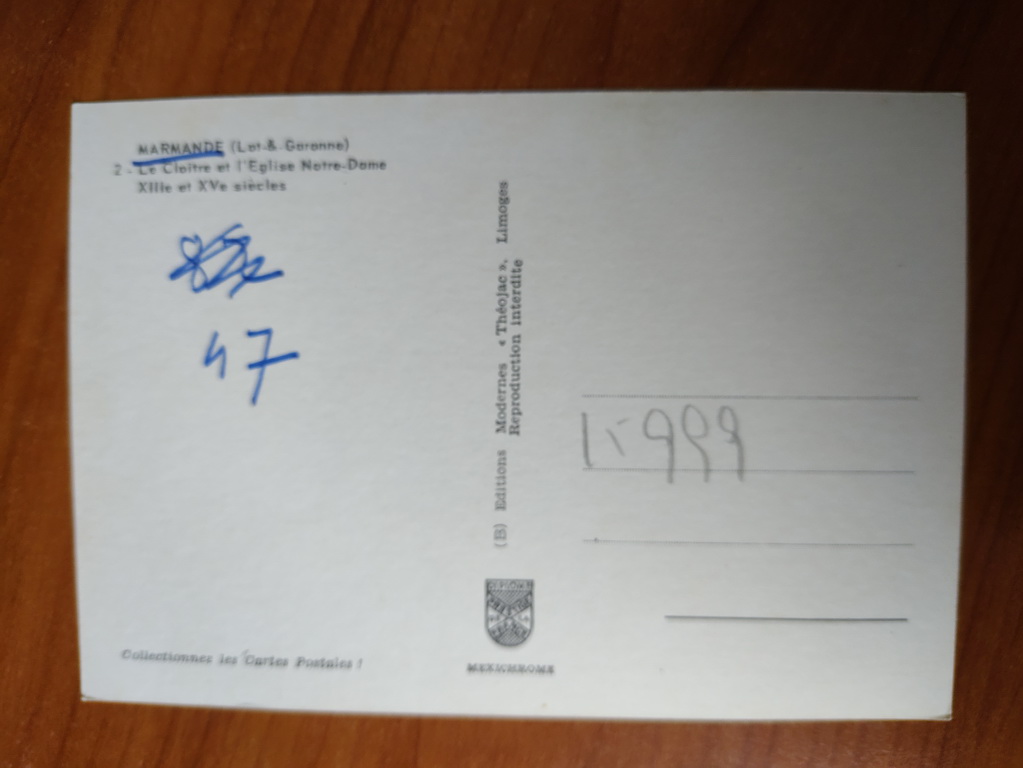 MARMANDE (Lot-&-Garonne)
2 - Le Cloître et l'Eglise Notre-Dame
XIIIe et XVe siècles
47
Collectionnez les Cartes Postales !
(B) Editions Modernes « Théojac ». Limoges
Reproduction interdite
MEXICHROME